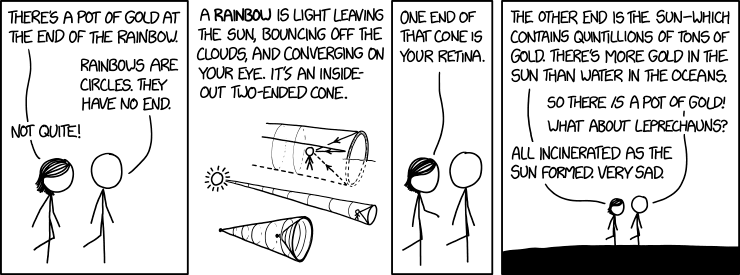 THERE'S A POT OF GOLD AT
THE END OF THE RAINBOW.
RAINBOWS ARE
CIRCLES. THEY
HAVE NO END.
NOT QUITE!
A RAINBOW IS LIGHT LEAVING
THE SUN, BOUNCING OFF THE
CLOUDS, AND CONVERGING ON
YOUR EYE. IT'S AN INSIDE-
OUT TWO-ENDED CONE.
ONE END OF
THAT CONE IS
YOUR RETINA.
THE OTHER END IS THE SUN—WHICH
CONTAINS QUINTILLIONS OF TONS OF
GOLD. THERE'S MORE GOLD IN THE
SUN THAN WATER IN THE OCEANS.
SO THERE IS A POT OF GOLD!
WHAT ABOUT LEPRECHAUNS?
ALL INCINERATED AS THE
SUN FORMED. VERY SAD.